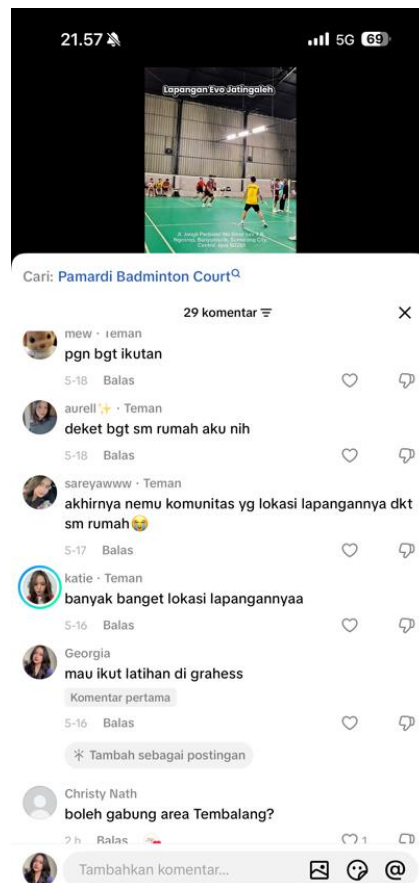 21.57
5G 69
Lapangan Evo Jatingaleh
Cari: Pamardi Badminton Court
29 komentar
mew · Teman
pgn bgt ikutan
5-18 Balas
aurell · Teman
deket bgt sm rumah aku nih
5-18 Balas
sareyawww · Teman
akhirnya nemu komunitas yg lokasi lapangannya dkt
sm rumah😭
5-17 Balas
katie · Teman
banyak banget lokasi lapangannyaa
5-16 Balas
Georgia
mau ikut latihan di grahess
Komentar pertama
5-16 Balas
Tambah sebagai postingan
Christy Nath
boleh gabung area Tembalang?
2 h Balas
1
Tambahkan komentar...